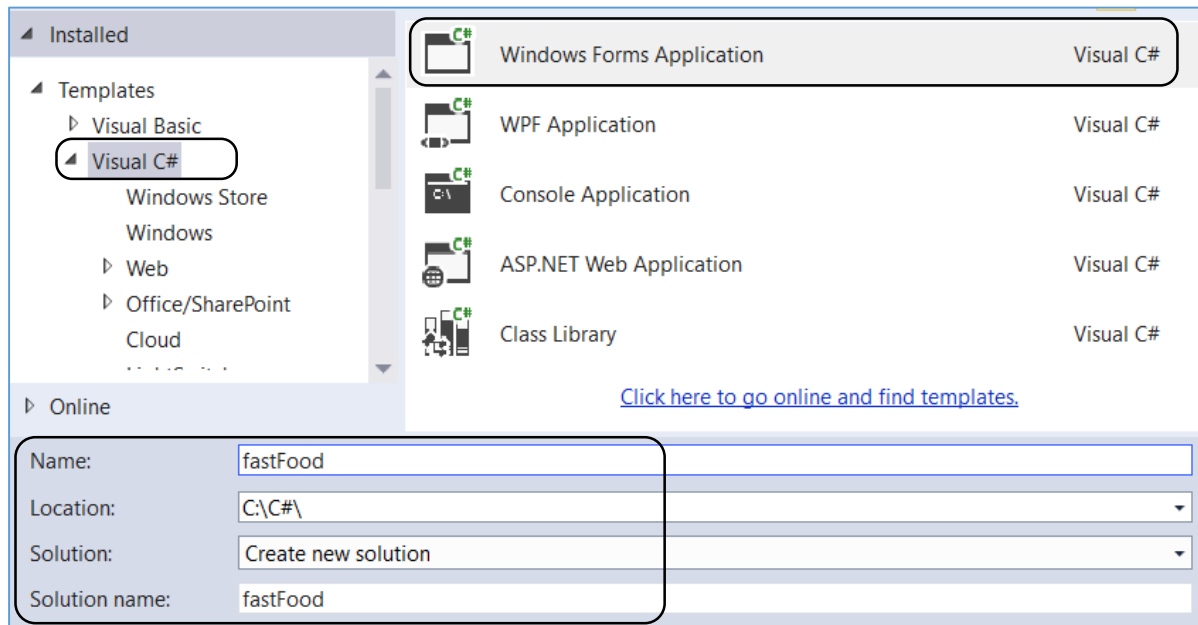 Installed
Templates
Visual Basic
Visual C#
Windows Store
Windows
Web
Office/SharePoint
Cloud
Online
C# Windows Forms Application Visual C#
C# WPF Application Visual C#
C# C:\ Console Application Visual C#
C# ASP.NET Web Application Visual C#
C# Class Library Visual C#
Click here to go online and find templates.
Name: fastFood
Location: C:\C#\
Solution: Create new solution
Solution name: fastFood